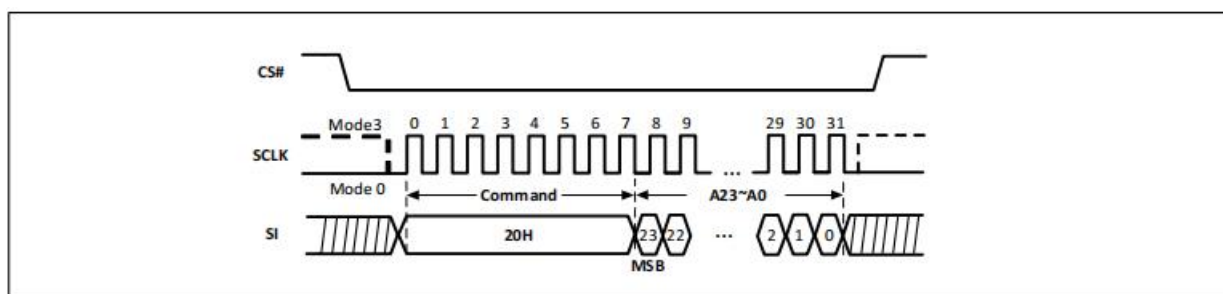 CS#
Mode3 0 1 2 3 4 5 6 7 8 9 29 30 31
SCLK
...
Mode 0 Command A23~A0
SI 20H 23 22 ... 2 1 0
MSB